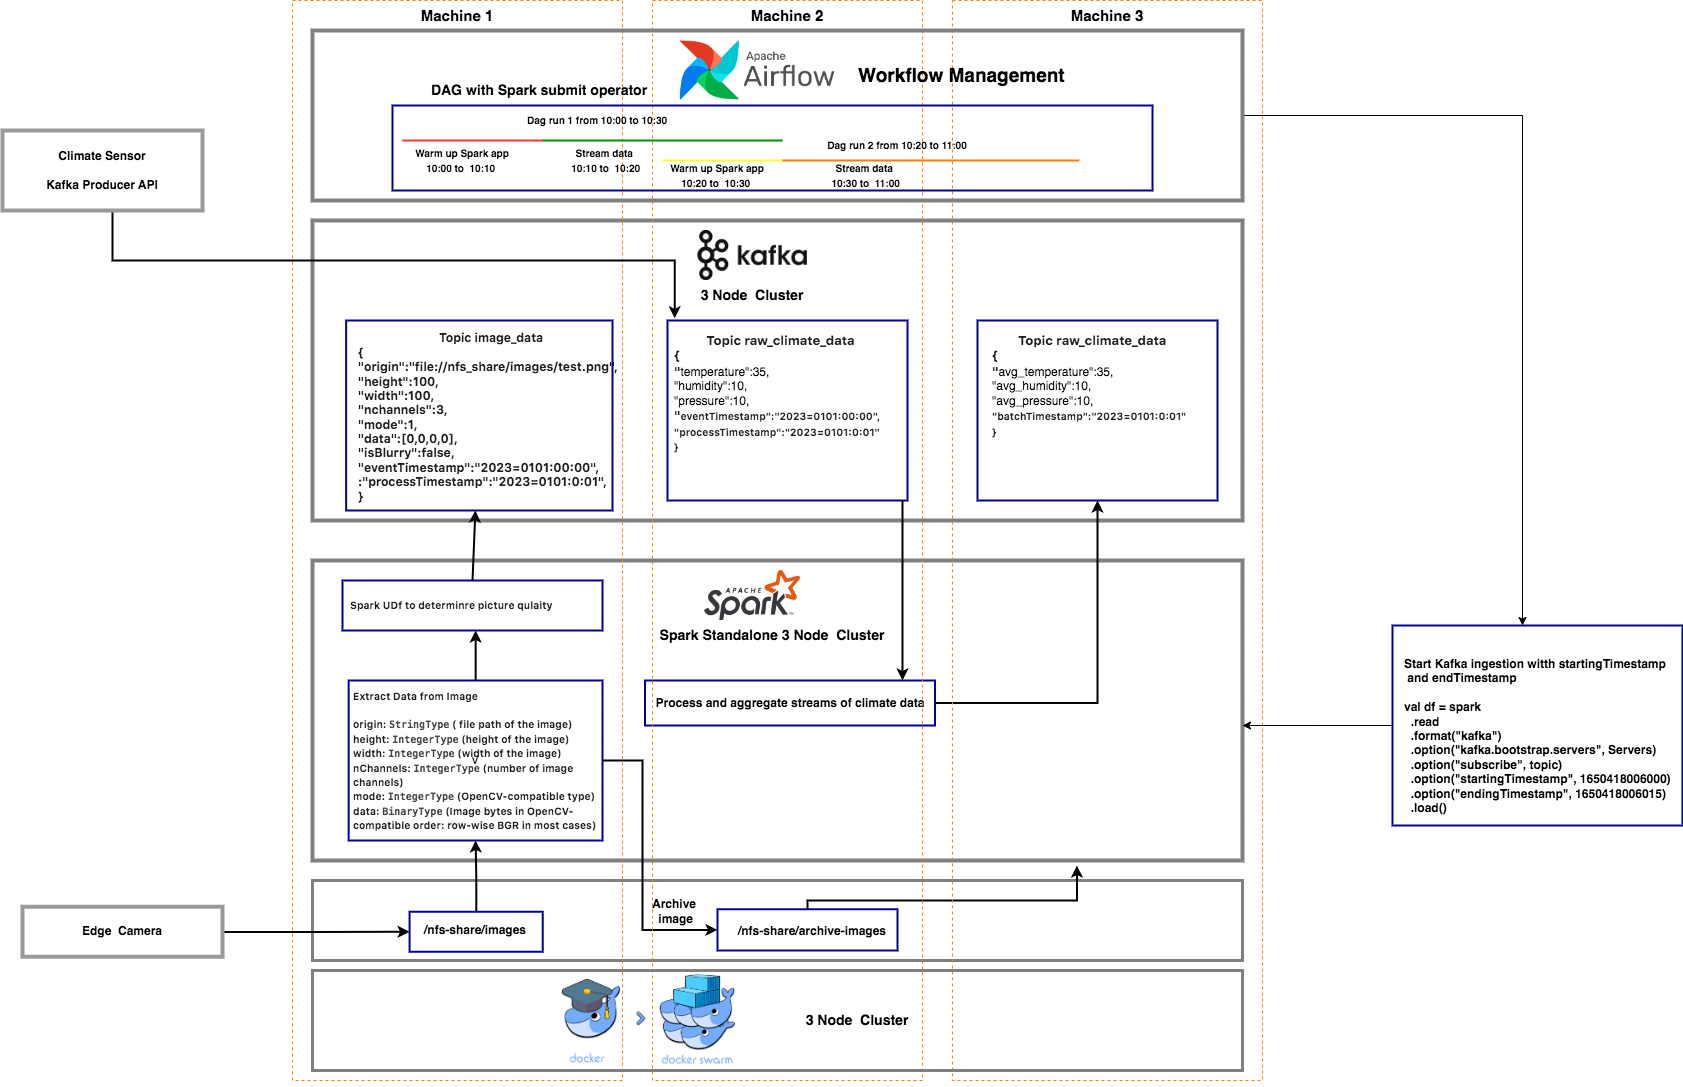 Machine 1
Machine 2
Machine 3
Apache
Airflow
Workflow Management
DAG with Spark submit operator
Dag run 1 from 10:00 to 10:30
Warm up Spark app
10:00 to  10:10
Stream data
10:10 to  10:20
Dag run 2 from 10:20 to 11:00
Warm up Spark app
10:20 to  10:30
Stream data
10:30 to  11:00
Climate Sensor
Kafka Producer API
kafka
3 Node  Cluster
Topic image_data
{
"origin":"file://nfs_share/images/test.png",
"height":100,
"width":100,
"nchannels":3,
"mode":1,
"data":[0,0,0,0],
"isBlurry":false,
"eventTimestamp":"2023=0101:00:00",
:"processTimestamp":"2023=0101:0:01",
}
Topic raw_climate_data
{
"temperature":35,
"humidity":10,
"pressure":10,
"eventTimestamp":"2023=0101:00:00",
"processTimestamp":"2023=0101:0:01"
}
Topic raw_climate_data
{
"avg_temperature":35,
"avg_humidity":10,
"avg_pressure":10,
"batchTimestamp":"2023=0101:0:01"
}
APACHE
Spark
Spark Standalone 3 Node  Cluster
Spark UDf to determinre picture qulaity
Extract Data from Image
origin: StringType ( file path of the image)
height: IntegerType (height of the image)
width: IntegerType (width of the image)
V
nChannels: IntegerType (number of image
channels)
mode: IntegerType (OpenCV-compatible type)
data: BinaryType (Image bytes in OpenCV-
compatible order: row-wise BGR in most cases)
Process and aggregate streams of climate data
Start Kafka ingestion witth startingTimestamp
and endTimestamp
val df = spark
.read
.format("kafka")
.option("kafka.bootstrap.servers", Servers)
.option("subscribe", topic)
.option("startingTimestamp", 1650418006000)
.option("endingTimestamp", 1650418006015)
.load()
Edge  Camera
/nfs-share/images
Archive
image
/nfs-share/archive-images
docker
docker swarm
3 Node  Cluster